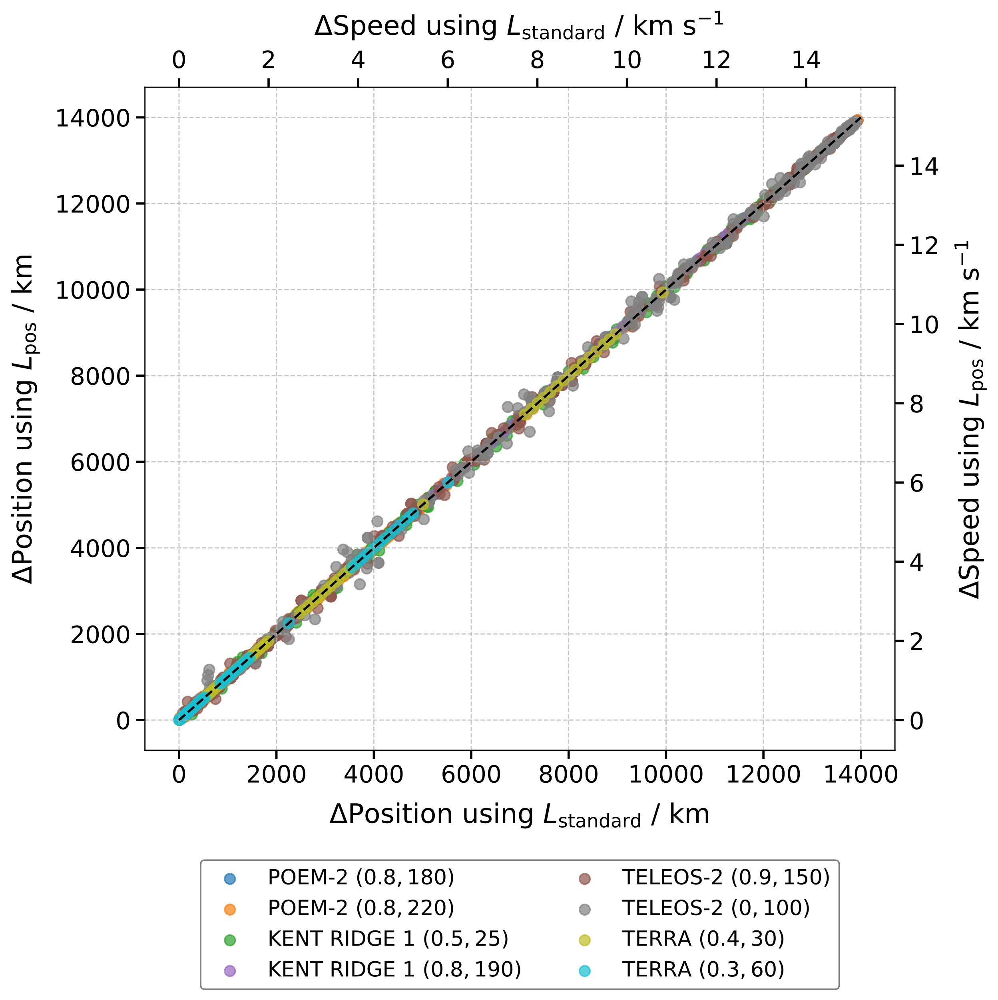 ΔSpeed using L_standard / km s⁻¹
0 2 4 6 8 10 12 14
14000
12000
10000
8000
6000
4000
2000
0
ΔPosition using L_pos / km
14
12
10
8
6
4
2
0
ΔSpeed using L_pos / km s⁻¹
0 2000 4000 6000 8000 10000 12000 14000
ΔPosition using L_standard / km
POEM-2 (0.8, 180)
POEM-2 (0.8, 220)
KENT RIDGE 1 (0.5, 25)
KENT RIDGE 1 (0.8, 190)
TELEOS-2 (0.9, 150)
TELEOS-2 (0, 100)
TERRA (0.4, 30)
TERRA (0.3, 60)